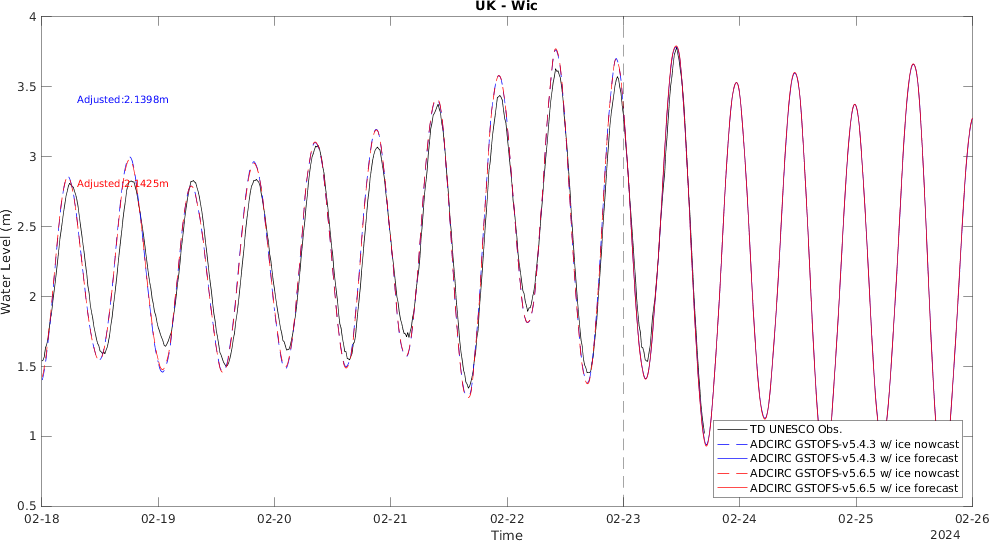 UK - Wic
4
3.5
3
2.5
2
1.5
1
0.5
Water Level (m)
Adjusted:2.1398m
Adjusted:2.1425m
TD UNESCO Obs.
ADCIRC GSTOFS-v5.4.3 w/ ice nowcast
ADCIRC GSTOFS-v5.4.3 w/ ice forecast
ADCIRC GSTOFS-v5.6.5 w/ ice nowcast
ADCIRC GSTOFS-v5.6.5 w/ ice forecast
02-18 02-19 02-20 02-21 02-22 02-23 02-24 02-25 02-26
Time
2024